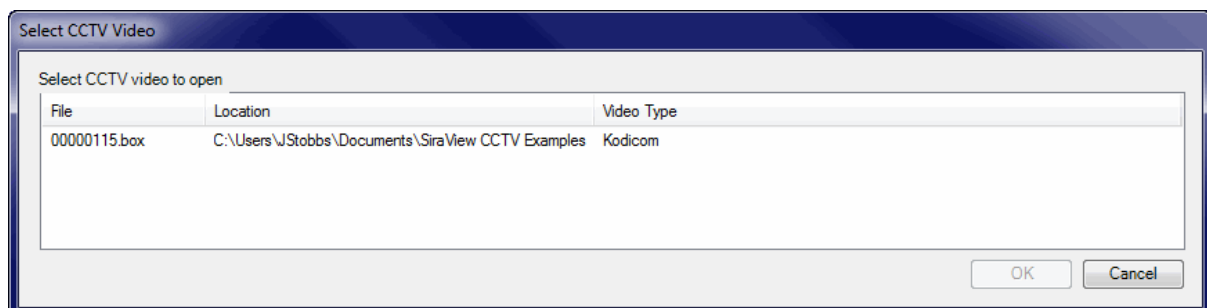 Select CCTV Video
Select CCTV video to open
File Location Video Type
00000115.box C:\Users\JStobbs\Documents\SiraView CCTV Examples Kodicom
OK Cancel